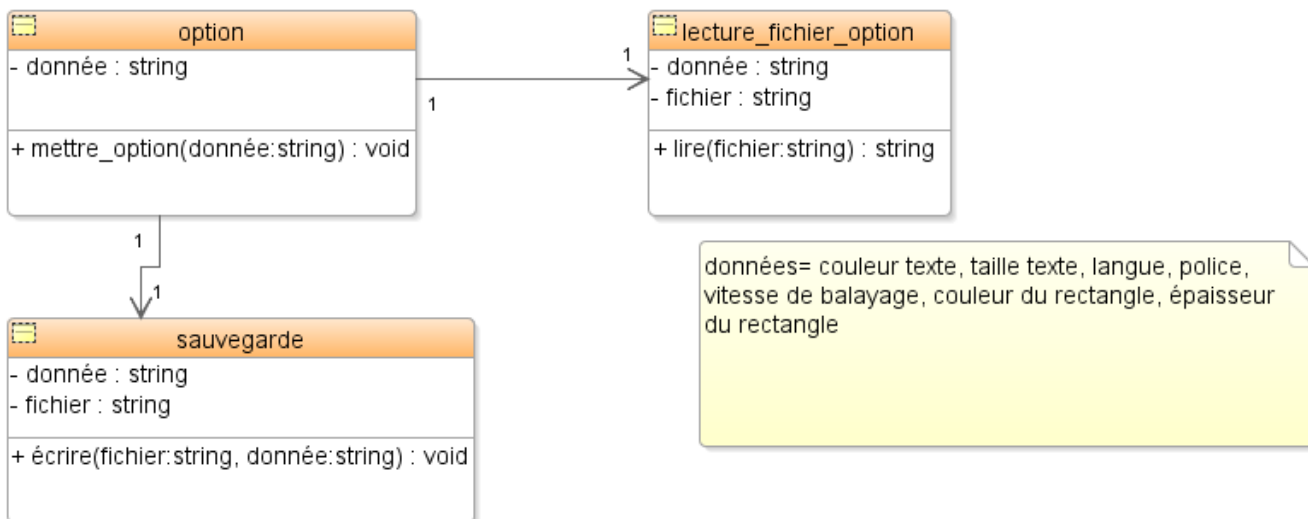 option
- donnée : string
+ mettre_option(donnée:string) : void
1
1
lecture_fichier_option
- donnée : string
- fichier : string
+ lire(fichier:string) : string
1
1
sauvegarde
- donnée : string
- fichier : string
+ écrire(fichier:string, donnée:string) : void
données= couleur texte, taille texte, langue, police,
vitesse de balayage, couleur du rectangle, épaisseur
du rectangle